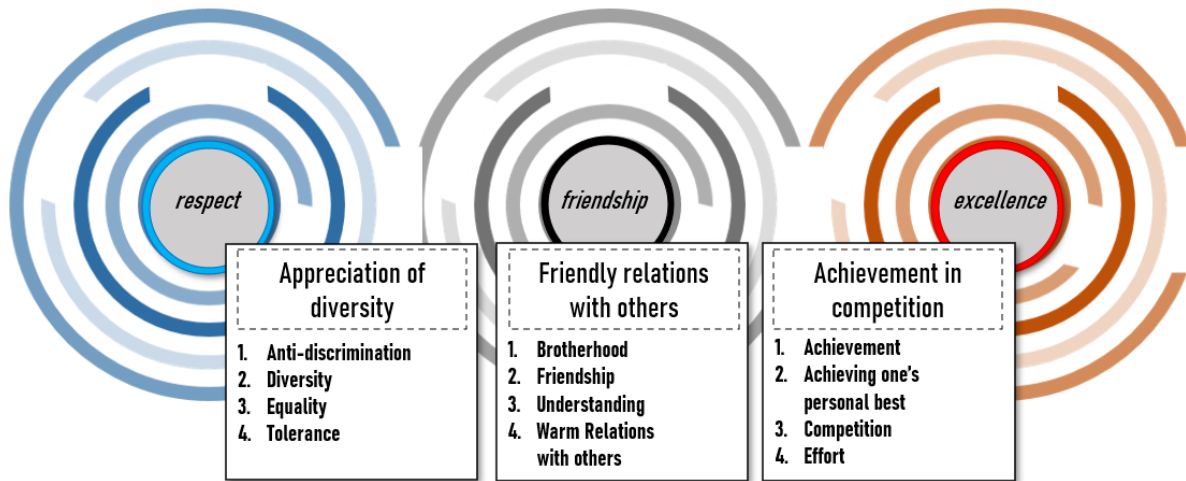 respect
friendship
excellence
Appreciation of
diversity
1. Anti-discrimination
2. Diversity
3. Equality
4. Tolerance
Friendly relations
with others
1. Brotherhood
2. Friendship
3. Understanding
4. Warm Relations
with others
Achievement in
competition
1. Achievement
2. Achieving one's
personal best
3. Competition
4. Effort